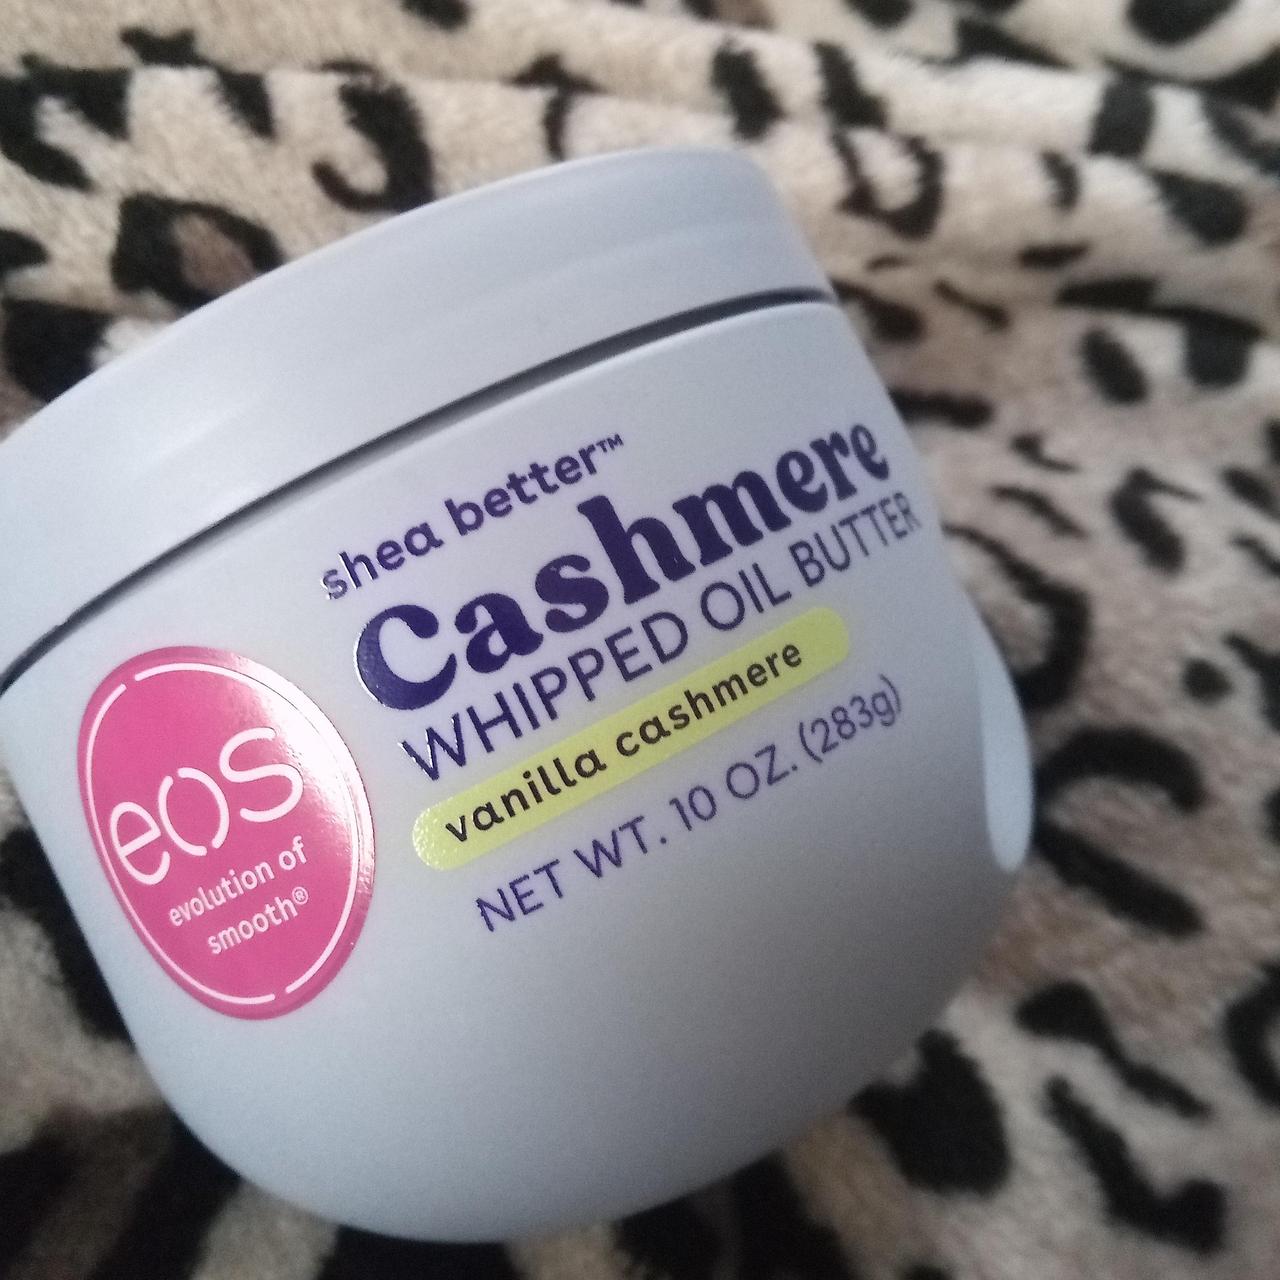 shea better™
Cashmere
WHIPPED OIL BUTTER
vanilla cashmere
NET WT. 10 OZ. (283g)
eos
evolution of
smooth®